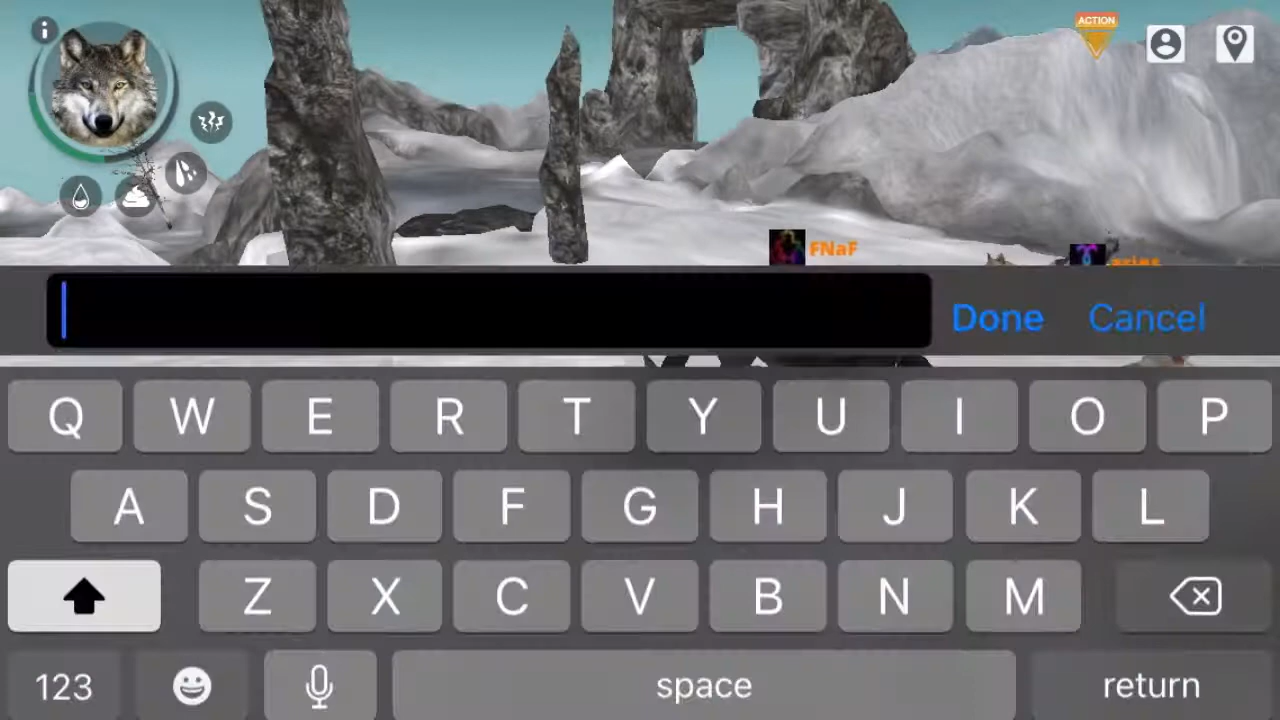 ACTION
FNaF
Done Cancel
Q W E R T Y U I O P
A S D F G H J K L
Z X C V B N M
123 space return